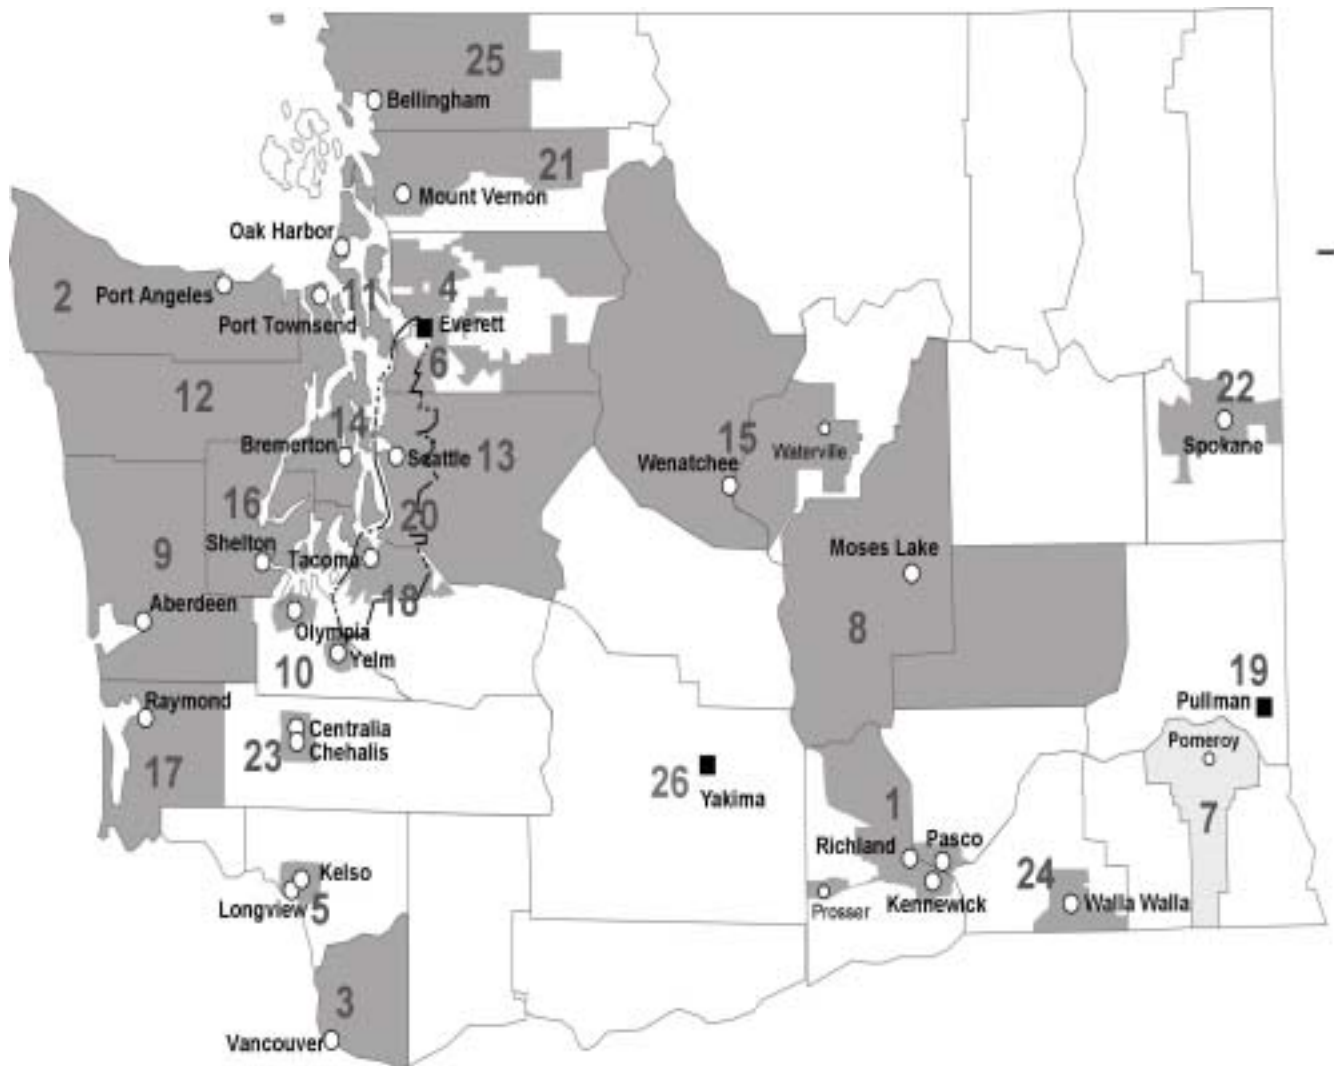 25
Bellingham
21
Mount Vernon
Oak Harbor
2
Port Angeles
11
4
Port Townsend
Everett
6
12
22
14
15
Waterville
Bremerton
Seattle
13
Wenatchee
Spokane
16
20
9
Shelton
Tacoma
Moses Lake
Aberdeen
18
8
Olympia
10
Yelm
19
Raymond
Pullman
Centralia
Chehalis
23
Pomeroy
17
26
Yakima
1
7
Richland
Pasco
Kelso
24
Longview
5
Prosser
Kennewick
Walla Walla
3
Vancouver